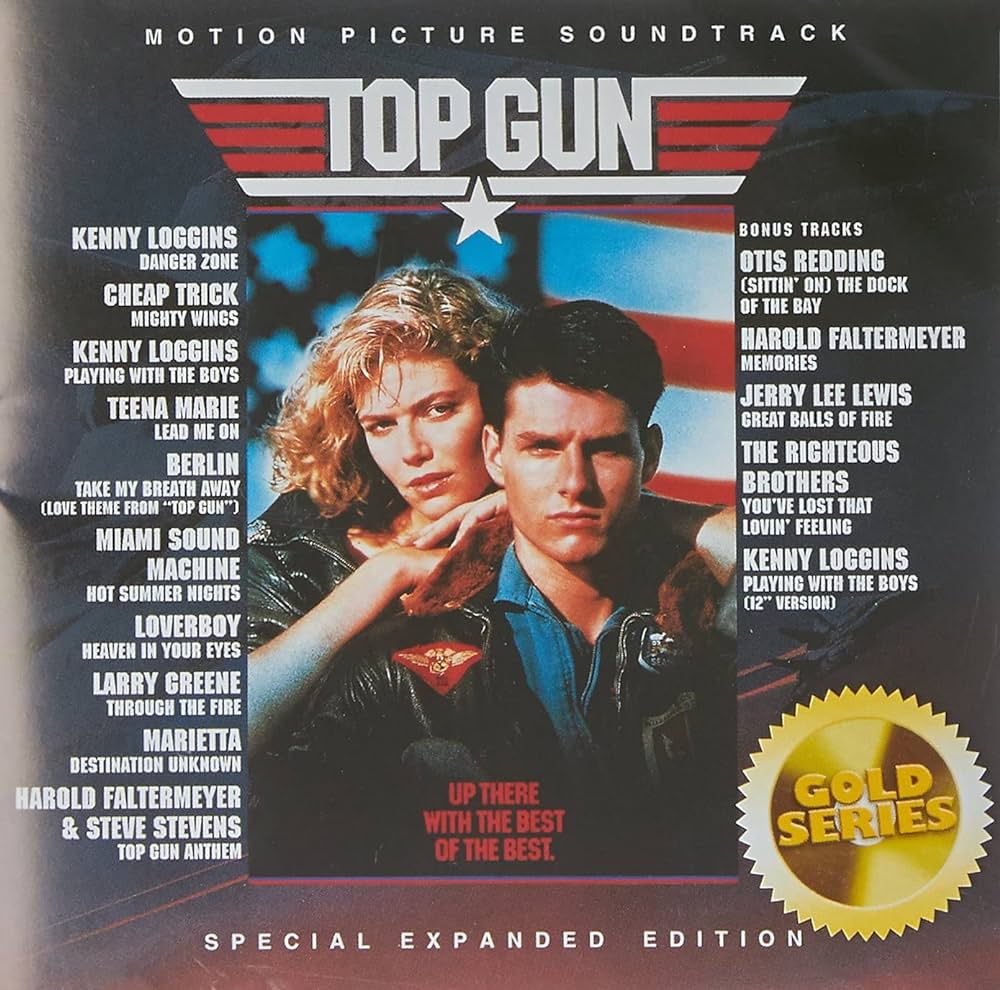 MOTION PICTURE SOUNDTRACK
TOP GUN
KENNY LOGGINS
DANGER ZONE
CHEAP TRICK
MIGHTY WINGS
KENNY LOGGINS
PLAYING WITH THE BOYS
TEENA MARIE
LEAD ME ON
BERLIN
TAKE MY BREATH AWAY
(LOVE THEME FROM "TOP GUN")
MIAMI SOUND
MACHINE
HOT SUMMER NIGHTS
LOVERBOY
HEAVEN IN YOUR EYES
LARRY GREENE
THROUGH THE FIRE
MARIETTA
DESTINATION UNKNOWN
HAROLD FALTERMEYER
& STEVE STEVENS
TOP GUN ANTHEM
UP THERE
WITH THE BEST
OF THE BEST.
BONUS TRACKS
OTIS REDDING
(SITTIN' ON) THE DOCK
OF THE BAY
HAROLD FALTERMEYER
MEMORIES
JERRY LEE LEWIS
GREAT BALLS OF FIRE
THE RIGHTEOUS
BROTHERS
YOU'VE LOST THAT
LOVIN' FEELING
KENNY LOGGINS
PLAYING WITH THE BOYS
(12" VERSION)
GOLD
SERIES
SPECIAL EXPANDED EDITION